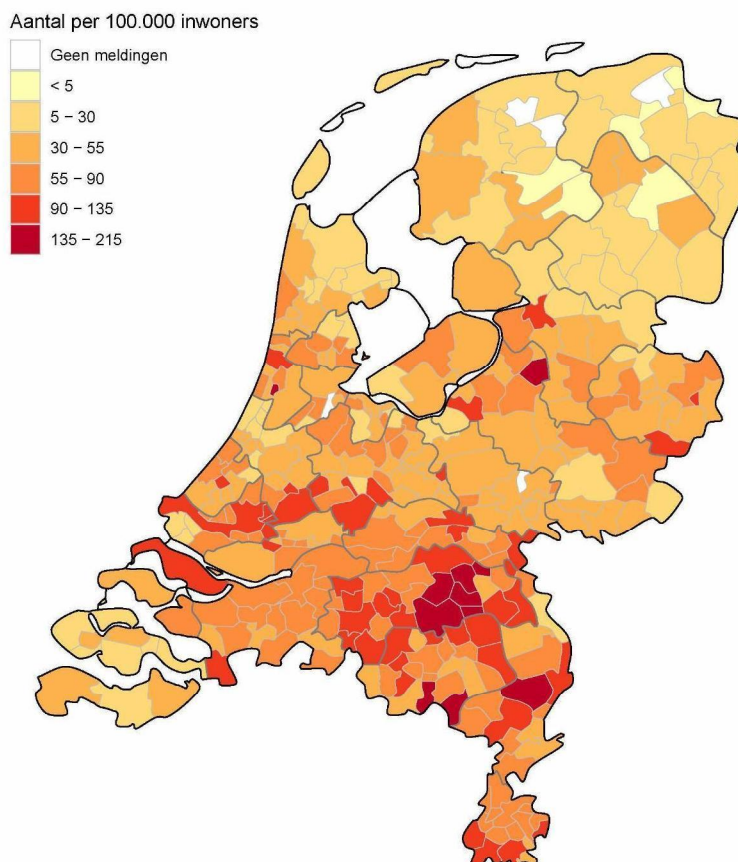 Aantal per 100.000 inwoners
Geen meldingen
< 5
5 − 30
30 − 55
55 − 90
90 − 135
135 − 215